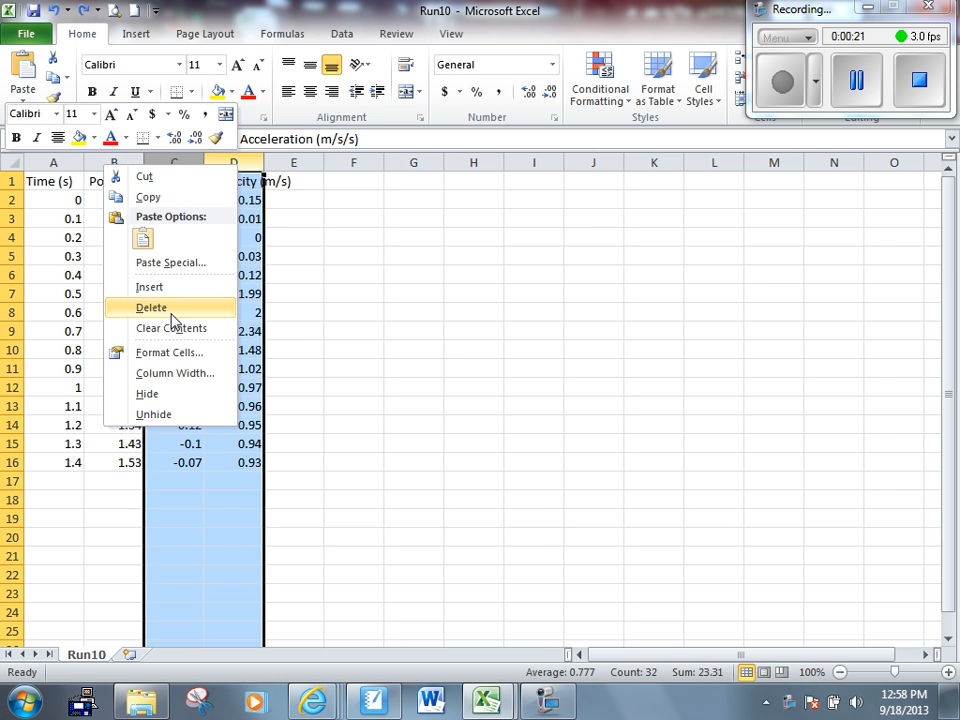 Run10 - Microsoft Excel
Recording...
File Home Insert Page Layout Formulas Data Review View
Menu 0:00:21 3.0 fps
Calibri 11 General
Paste B I U $ % , Conditional Formatting Format as Table Cell Styles
Alignment Number Styles Editing
Calibri 11 $ % ,
B I A
Acceleration (m/s/s)
A B C D E F G H I J K L M N O
1 Time (s) Po city (m/s)
2 0 0.15
3 0.1 0.01
4 0.2 0
5 0.3 0.03
6 0.4 0.12
7 0.5 1.99
8 0.6 2
9 0.7 2.34
10 0.8 1.48
11 0.9 1.02
12 1 0.97
13 1.1 0.96
14 1.2 1.34 -0.12 0.95
15 1.3 1.43 -0.1 0.94
16 1.4 1.53 -0.07 0.93
17
18
19
20
21
22
23
24
25
Cut
Copy
Paste Options:
Paste Special...
Insert
Delete
Clear Contents
Format Cells...
Column Width...
Hide
Unhide
Run10
Ready Average: 0.777 Count: 32 Sum: 23.31 100%
12:58 PM
9/18/2013